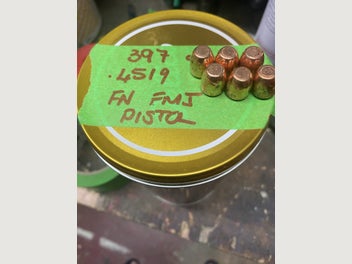 397
.4519
FN FMJ
PISTOL